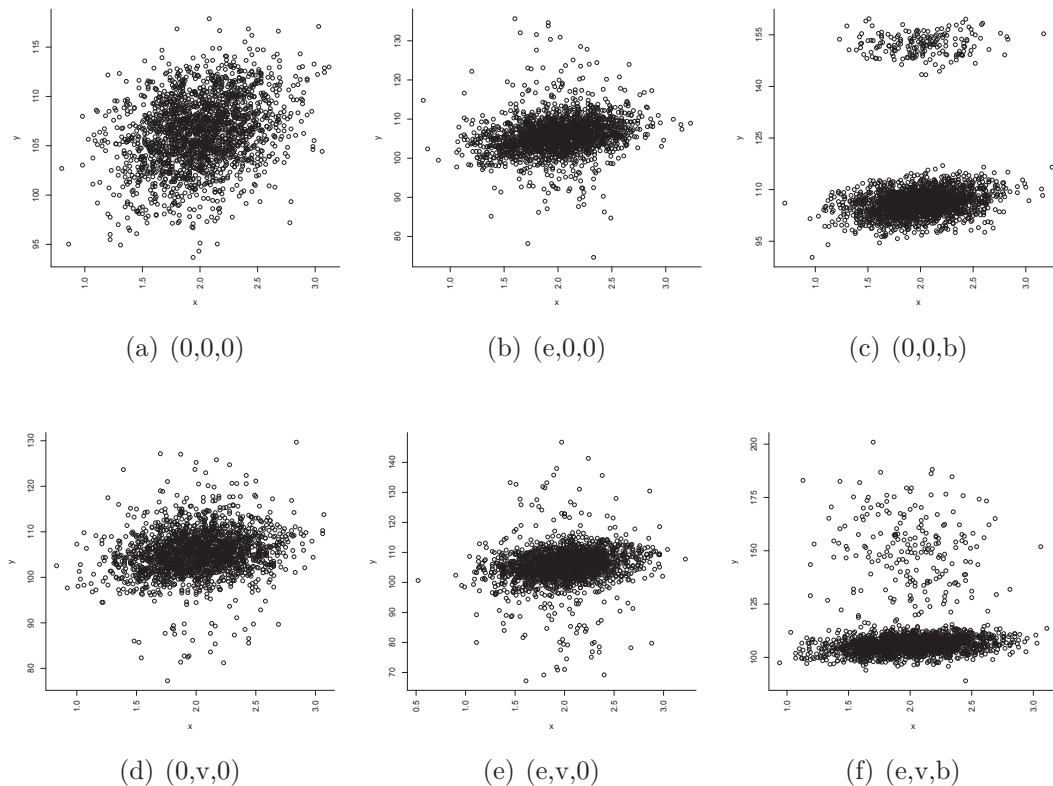 115
110
105
100
95
y
1.0 1.5 2.0 2.5 3.0
x
130
120
110
100
90
80
y
1.0 1.5 2.0 2.5 3.0
x
155
140
125
110
95
y
1.0 1.5 2.0 2.5 3.0
x
(a) (0,0,0)
(b) (e,0,0)
(c) (0,0,b)
130
120
110
100
90
80
y
1.0 1.5 2.0 2.5 3.0
x
140
130
120
110
100
90
80
70
y
0.5 1.0 1.5 2.0 2.5 3.0
x
200
175
150
125
100
y
1.0 1.5 2.0 2.5 3.0
x
(d) (0,v,0)
(e) (e,v,0)
(f) (e,v,b)